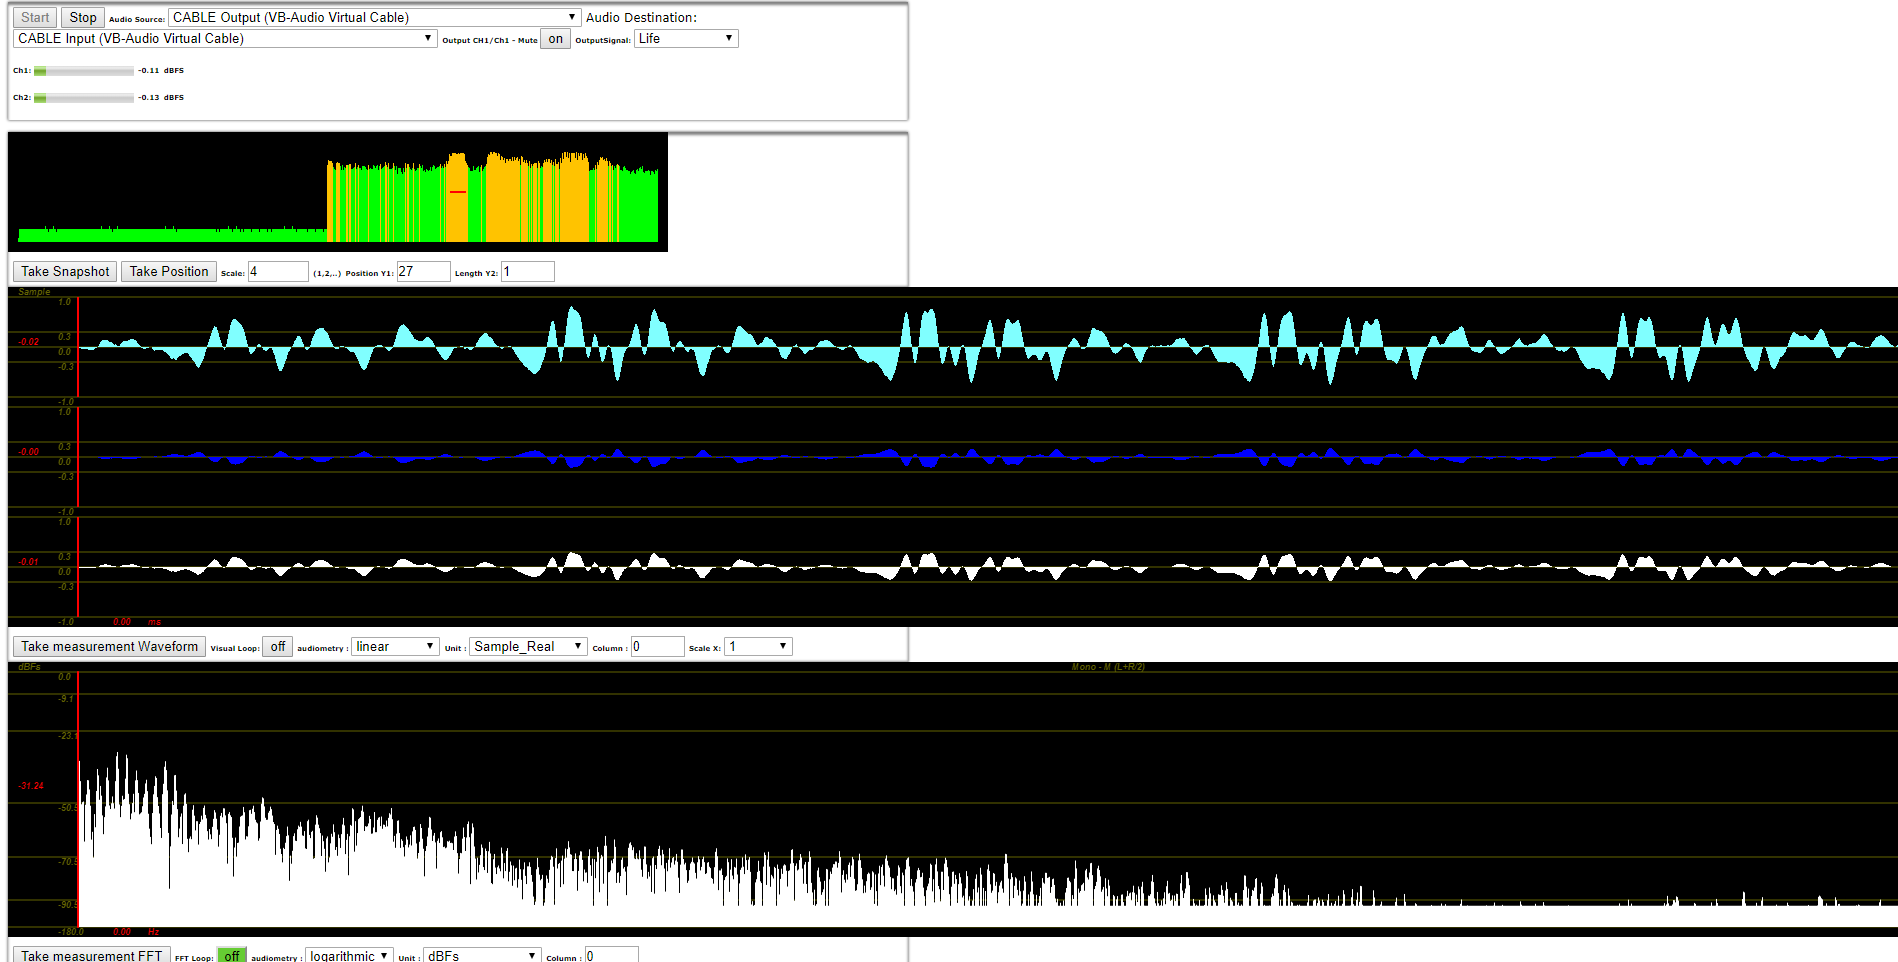 Start Stop Audio Source: CABLE Output (VB-Audio Virtual Cable) Audio Destination:
CABLE Input (VB-Audio Virtual Cable) Output CH1/Ch1 - Mute on OutputSignal: Life
Ch1: -0.11 dBFS
Ch2: -0.13 dBFS
Take Snapshot Take Position Scale: 4 (1,2,..) Position Y1: 27 Length Y2: 1
Sample
1.0
0.3
-0.02
0.0
-0.3
-1.0
1.0
0.3
-0.00
0.0
-0.3
-1.0
1.0
0.3
-0.01
0.0
-0.3
-1.0 0.00 ms
Take measurement Waveform Visual Loop: off audiometry : linear Unit : Sample_Real Column : 0 Scale X: 1
dBFs Mono - M (L+R/2)
0.0
-9.1
-23.1
-31.24
-50.5
-70.5
-90.5
-180.0 0.00 Hz
Take measurement FFT FFT Loop: off audiometry : logarithmic Unit : dBFs Column : 0